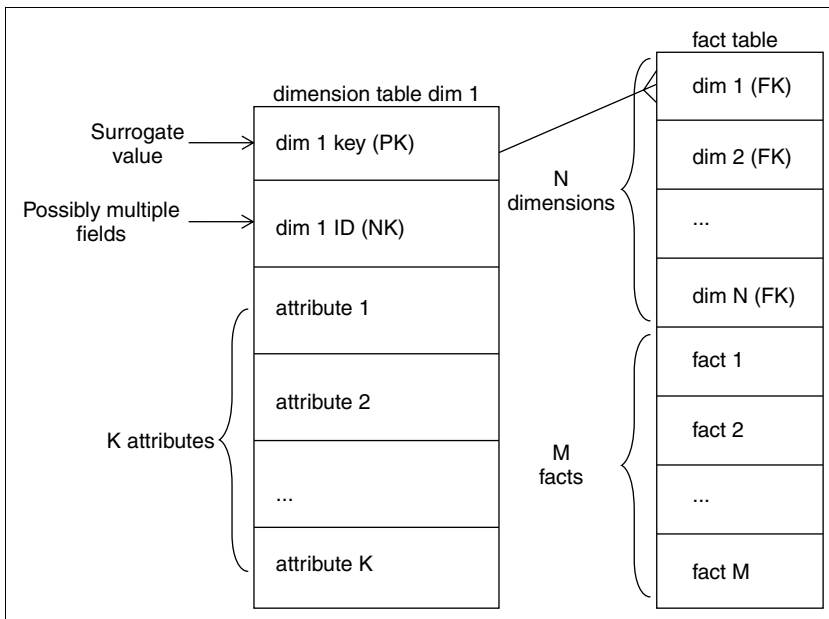 fact table
dim 1 (FK)
dim 2 (FK)
...
dim N (FK)
fact 1
fact 2
...
fact M
N
dimensions
M
facts
dimension table dim 1
dim 1 key (PK)
dim 1 ID (NK)
attribute 1
attribute 2
...
attribute K
Surrogate
value
Possibly multiple
fields
K attributes